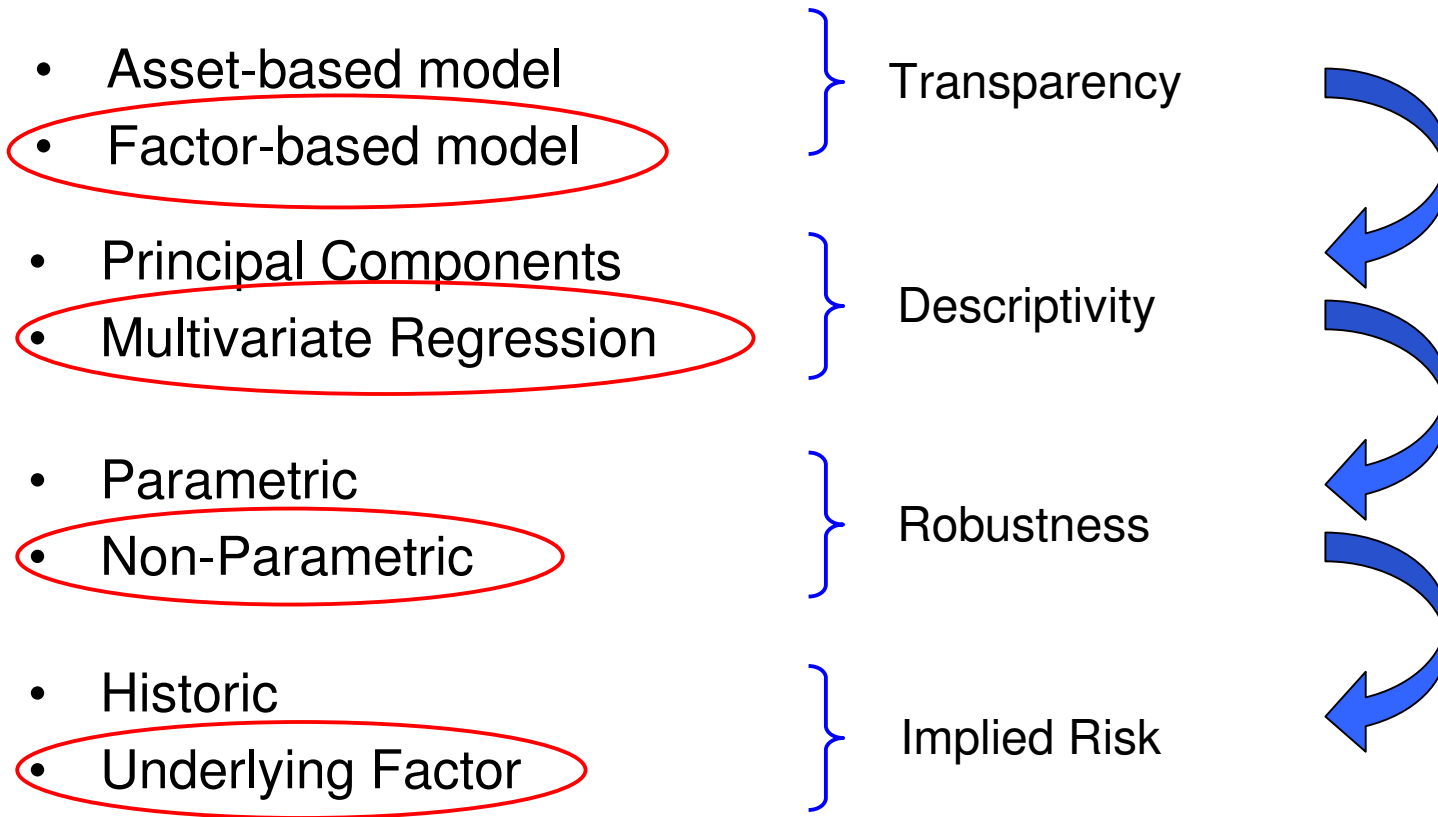 • Asset-based model
• Factor-based model
Transparency
• Principal Components
• Multivariate Regression
Descriptivity
• Parametric
• Non-Parametric
Robustness
• Historic
• Underlying Factor
Implied Risk